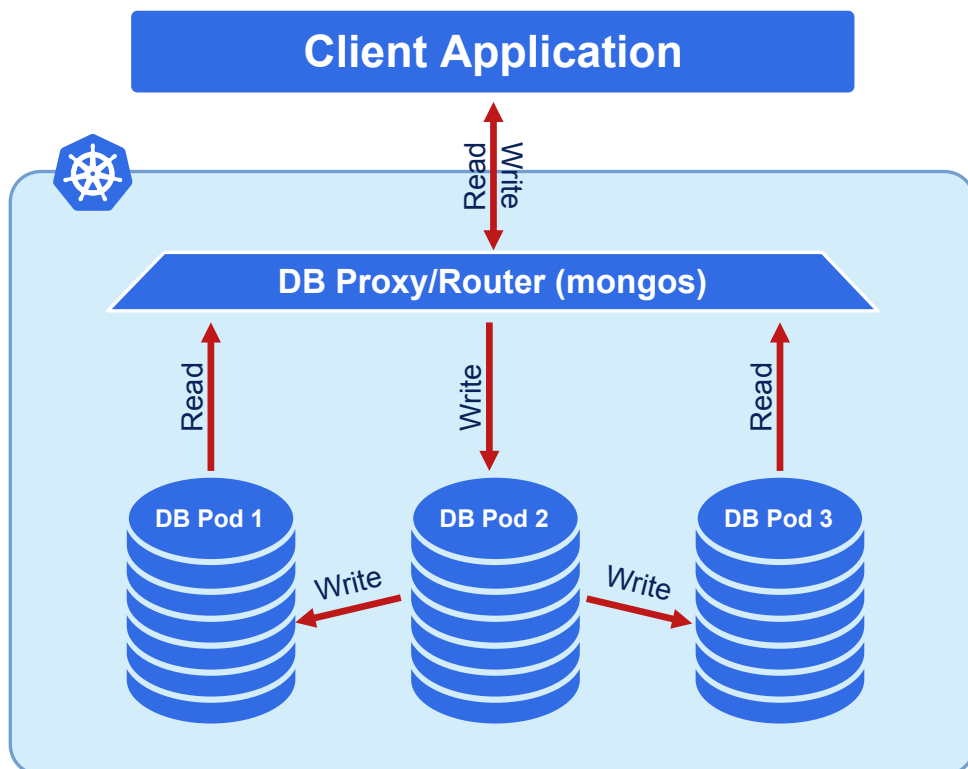 Client Application
Read
Write
DB Proxy/Router (mongos)
Read
Write
Read
DB Pod 1
DB Pod 2
DB Pod 3
Write
Write